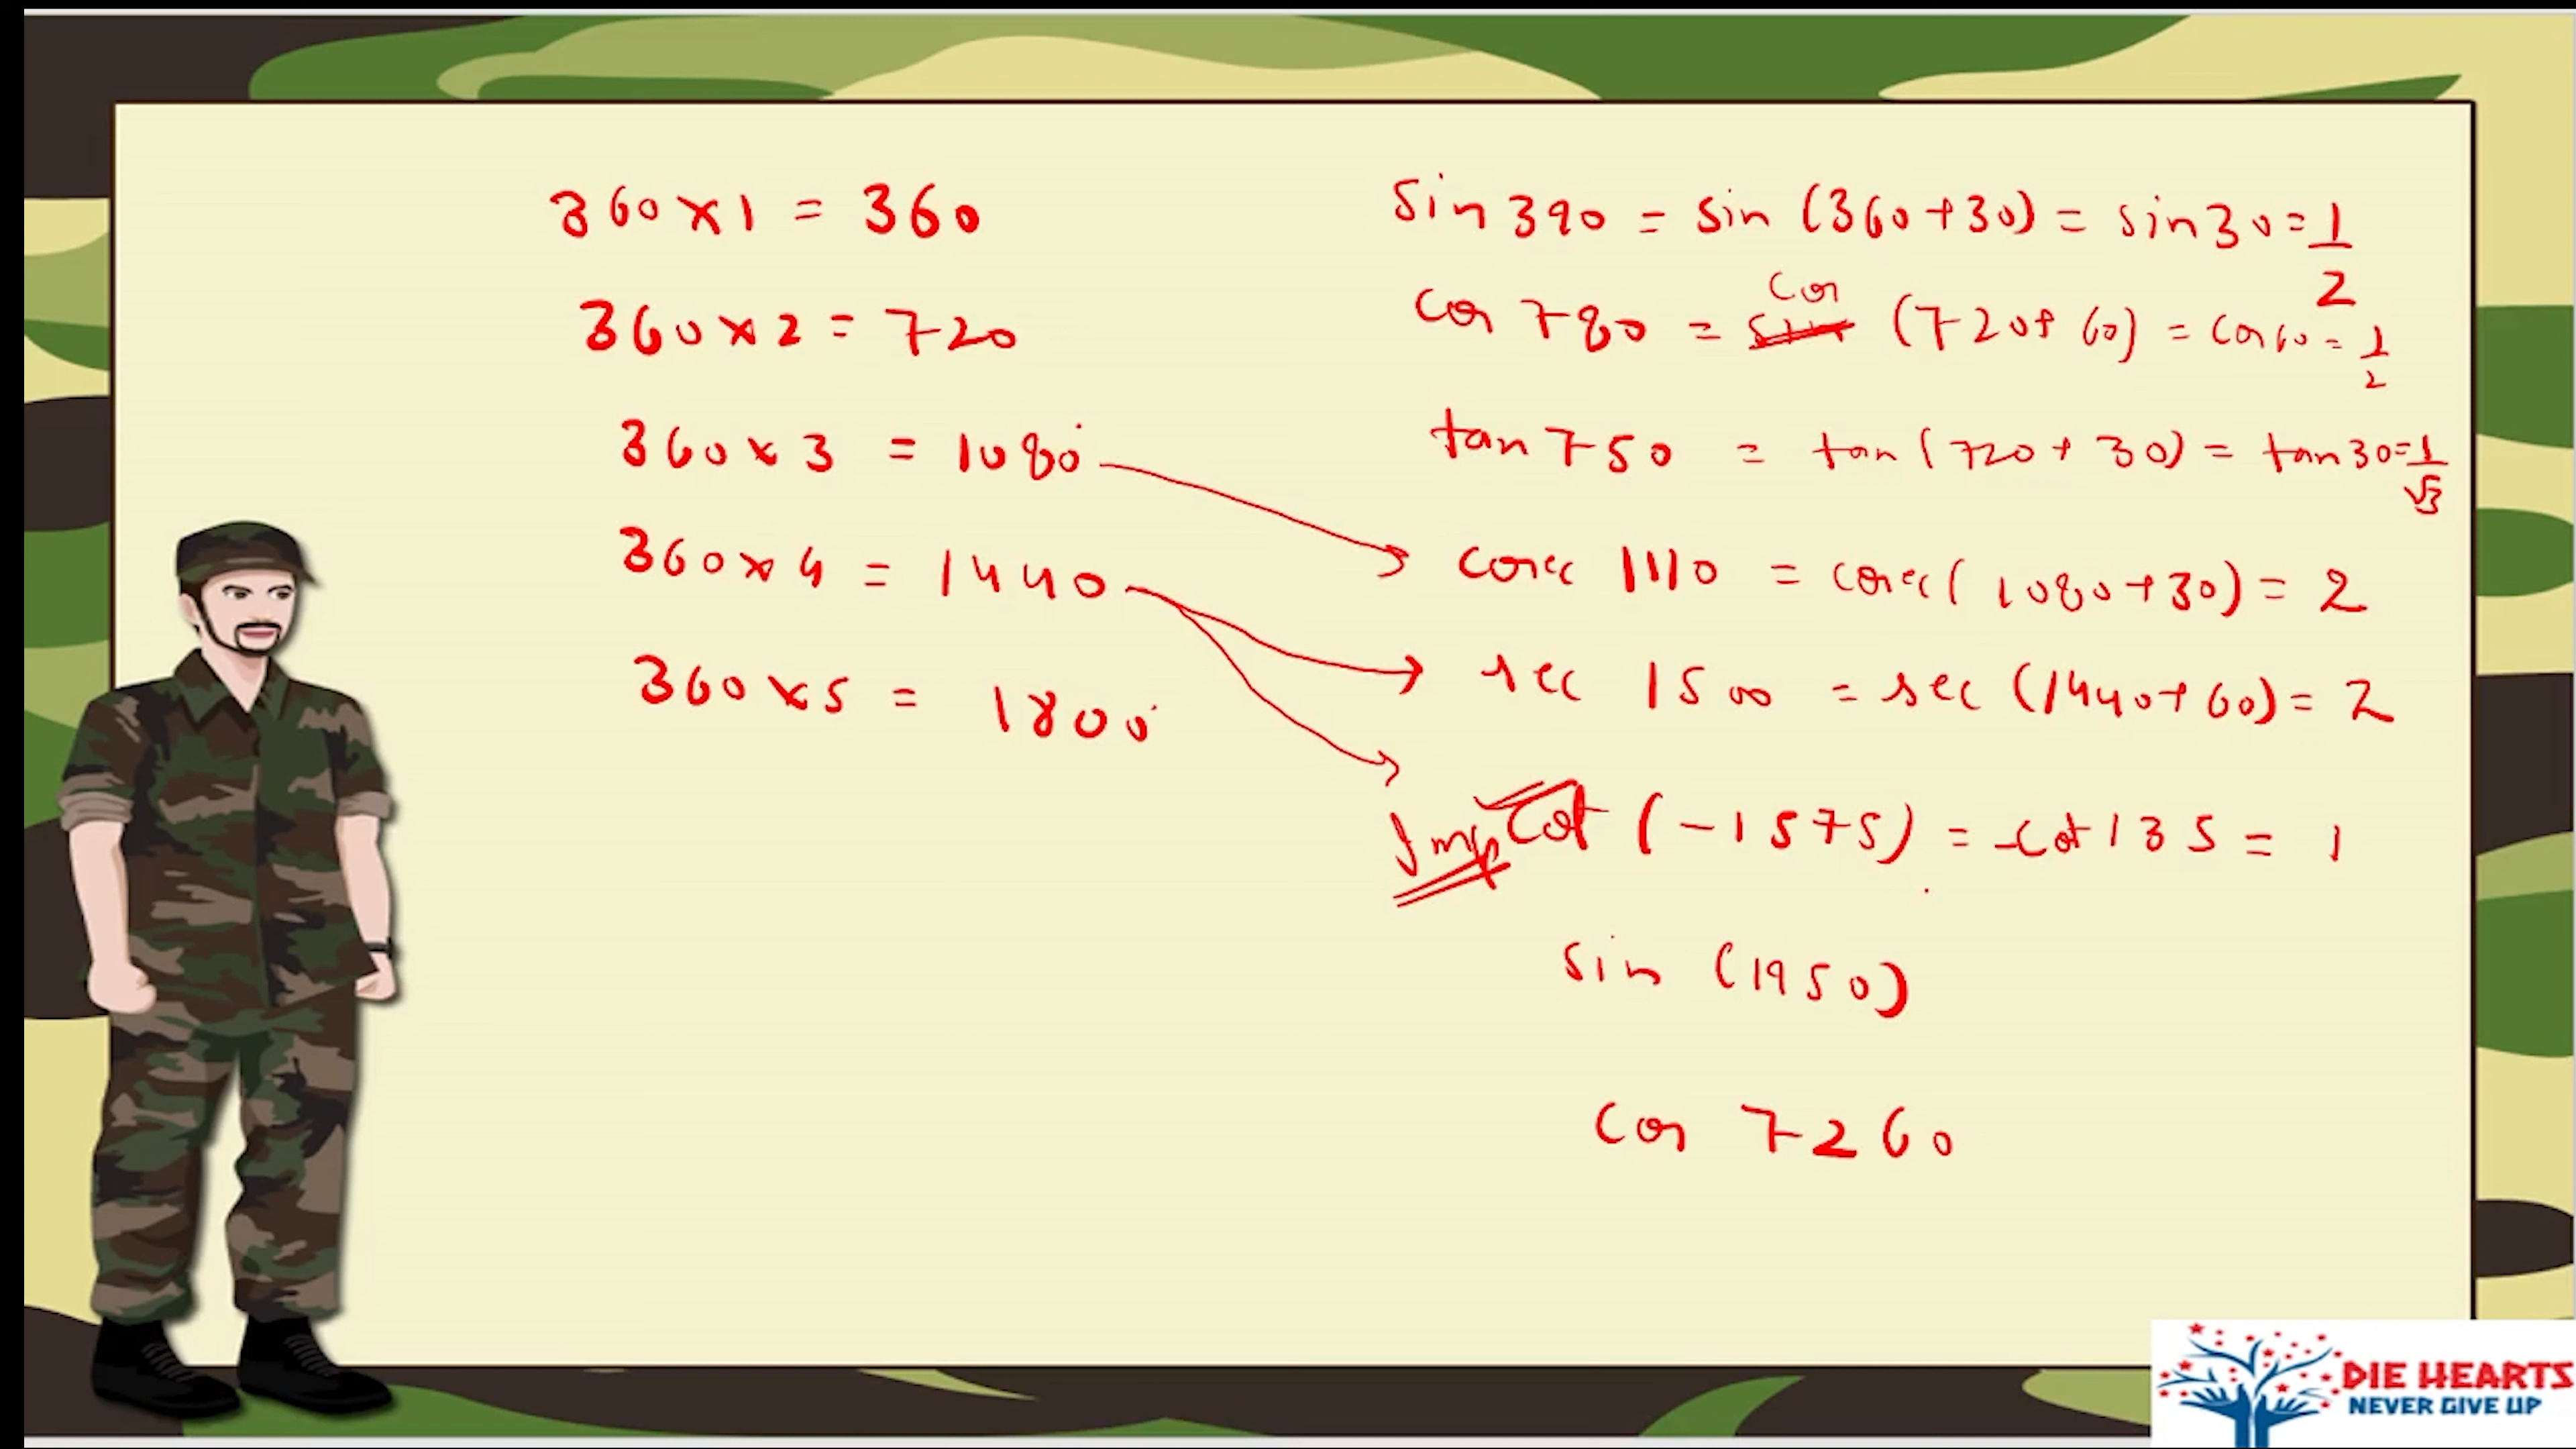 360 × 1 = 360
360 × 2 = 720
360 × 3 = 1080
360 × 4 = 1440
360 × 5 = 1800
sin 390 = sin (360+30) = sin 30 = 1/2
cos 780 = cos (720+60) = cos 60 = 1/2
tan 750 = tan (720+30) = tan 30 = 1/√3
cosec 1110 = cosec (1080+30) = 2
sec 1500 = sec (1440+60) = 2
Imp cot (-1575) = -cot 135 = 1
sin (1950)
cos 7260
DIE HEARTS
NEVER GIVE UP